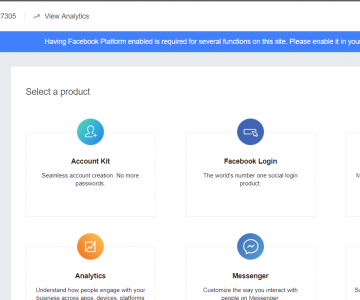 7305 View Analytics
Having Facebook Platform enabled is required for several functions on this site. Please enable it in your
Select a product
Account Kit
Seamless account creation. No more
passwords.
Facebook Login
The world's number one social login
product.
Analytics
Understand how people engage with your
business across apps, devices, platforms
Messenger
Customize the way you interact with
people on Messenger.